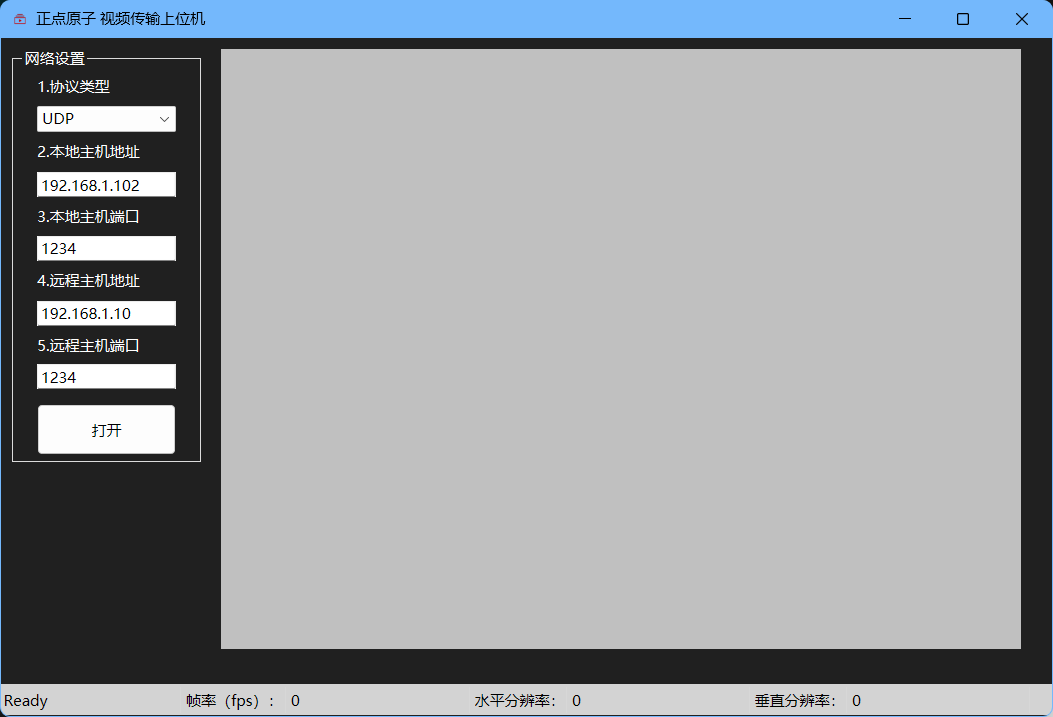 正点原子 视频传输上位机
网络设置
1.协议类型
UDP
2.本地主机地址
192.168.1.102
3.本地主机端口
1234
4.远程主机地址
192.168.1.10
5.远程主机端口
1234
打开
Ready 帧率（fps）： 0 水平分辨率： 0 垂直分辨率： 0